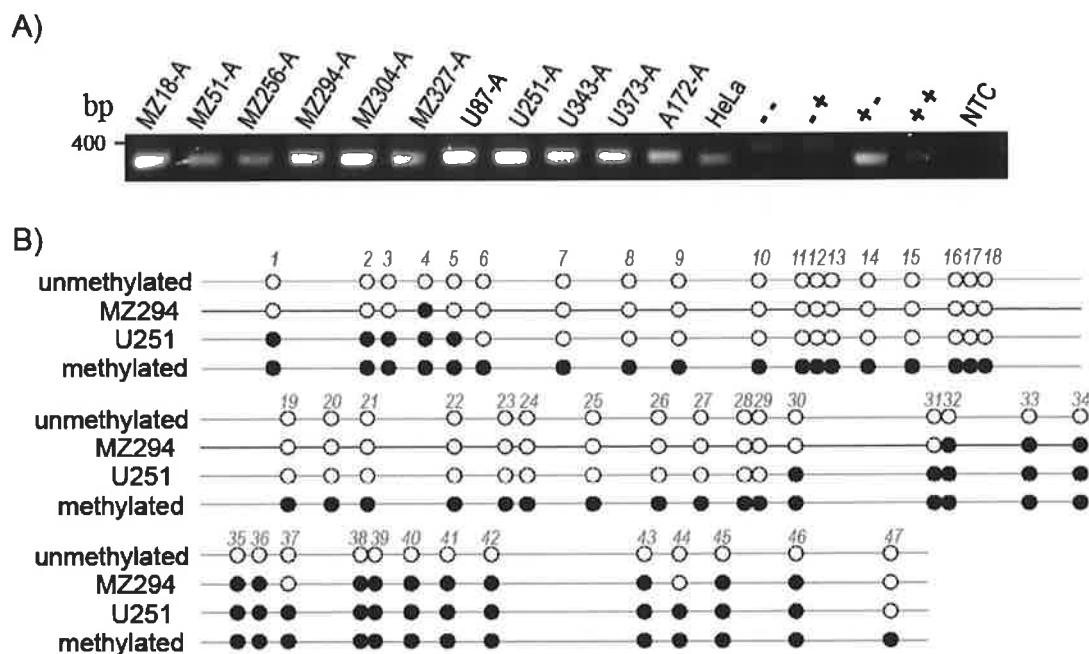 A)
MZ18-A MZ51-A MZ256-A MZ294-A MZ304-A MZ327-A U87-A U251-A U343-A U373-A A172-A HeLa - - - + + - + + NTC
bp
400
B)
1 2 3 4 5 6 7 8 9 10 11 12 13 14 15 16 17 18
unmethylated
MZ294
U251
methylated
19 20 21 22 23 24 25 26 27 28 29 30 31 32 33 34
unmethylated
MZ294
U251
methylated
35 36 37 38 39 40 41 42 43 44 45 46 47
unmethylated
MZ294
U251
methylated